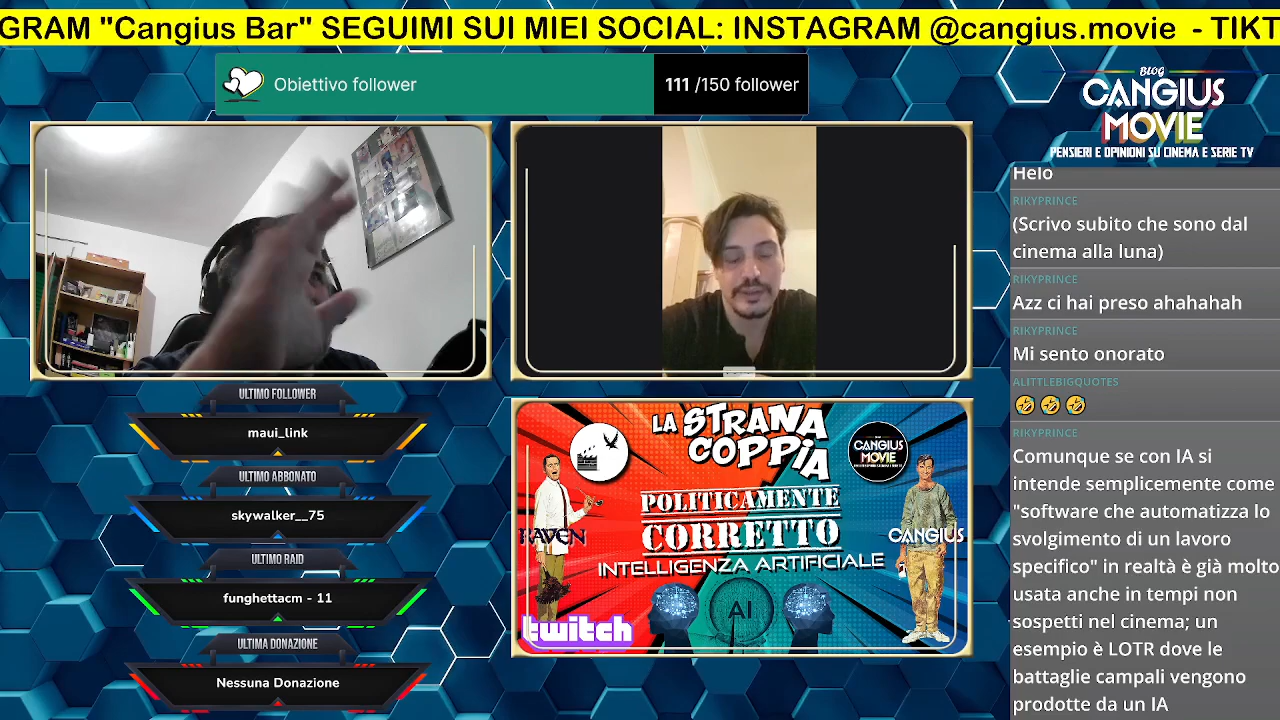 GRAM "Cangius Bar" SEGUIMI SUI MIEI SOCIAL: INSTAGRAM @cangius.movie - TIKT
Obiettivo follower
111 /150 follower
BLOG
CANGIUS
MOVIE
PENSIERI E OPINIONI SU CINEMA E SERIE TV
Helo
RIKYPRINCE
(Scrivo subito che sono dal
cinema alla luna)
RIKYPRINCE
Azz ci hai preso ahahahah
RIKYPRINCE
Mi sento onorato
ALITTLEBIGQUOTES
🤣 🤣 🤣
RIKYPRINCE
Comunque se con IA si
intende semplicemente come
"software che automatizza lo
svolgimento di un lavoro
specifico" in realtà è già molto
usata anche in tempi non
sospetti nel cinema; un
esempio è LOTR dove le
battaglie campali vengono
prodotte da un IA
ULTIMO FOLLOWER
maui_link
ULTIMO ABBONATO
skywalker__75
ULTIMO RAID
funghettacm - 11
ULTIMA DONAZIONE
Nessuna Donazione
LA STRANA
COPPIA
CANGIUS
MOVIE
POLITICAMENTE
CORRETTO
INTELLIGENZA ARTIFICIALE
HAVEN
CANGIUS
AI
twitch